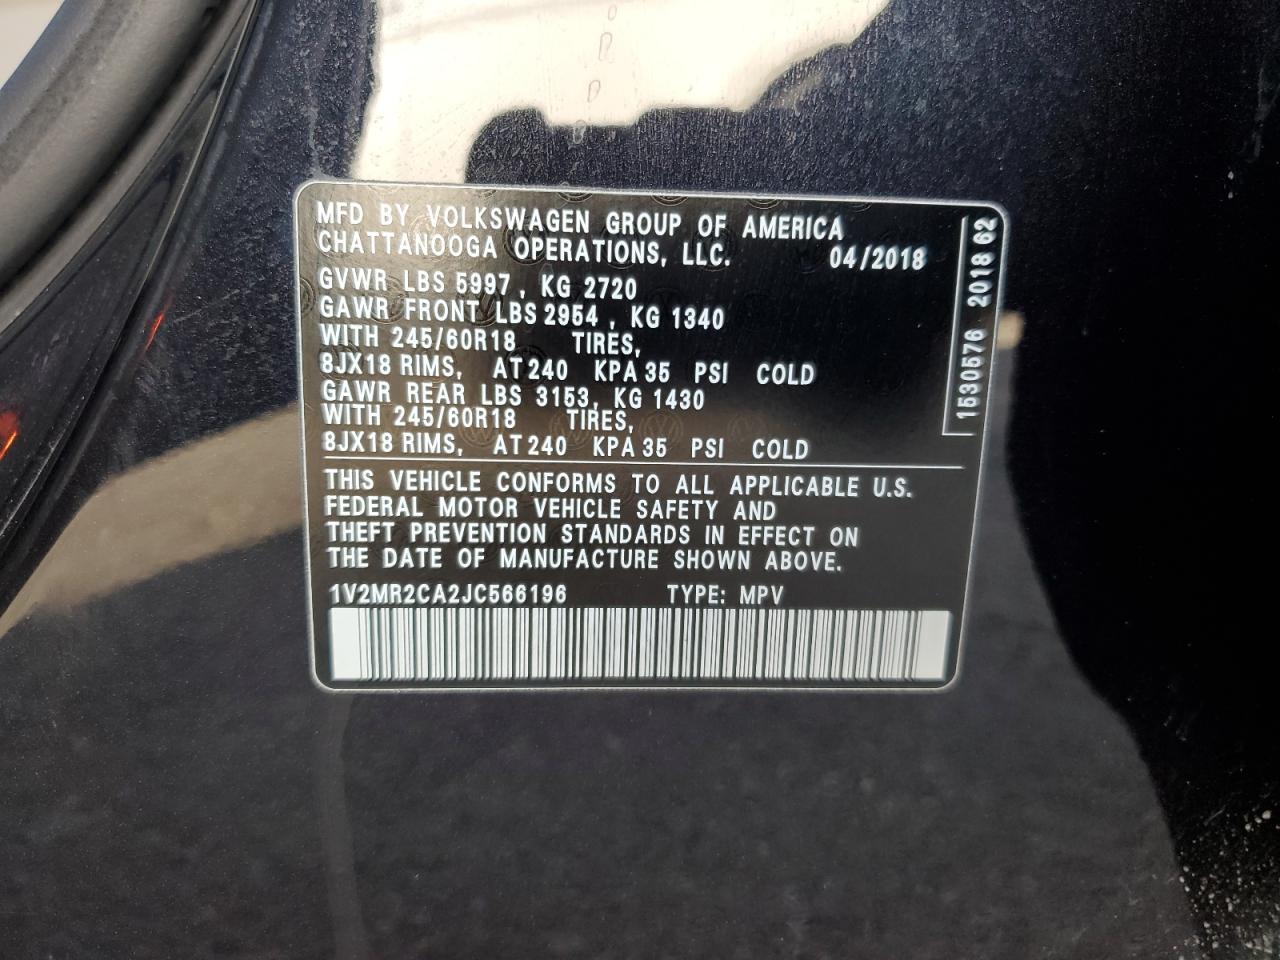 MFD BY VOLKSWAGEN GROUP OF AMERICA
CHATTANOOGA OPERATIONS, LLC. 04/2018
GVWR LBS 5997 , KG 2720
GAWR FRONT LBS 2954 , KG 1340
WITH 245/60R18 TIRES,
8JX18 RIMS, AT 240 KPA 35 PSI COLD
GAWR REAR LBS 3153, KG 1430
WITH 245/60R18 TIRES,
8JX18 RIMS, AT 240 KPA 35 PSI COLD
THIS VEHICLE CONFORMS TO ALL APPLICABLE U.S.
FEDERAL MOTOR VEHICLE SAFETY AND
THEFT PREVENTION STANDARDS IN EFFECT ON
THE DATE OF MANUFACTURE SHOWN ABOVE.
1V2MR2CA2JC566196 TYPE: MPV
1530576 2018 62